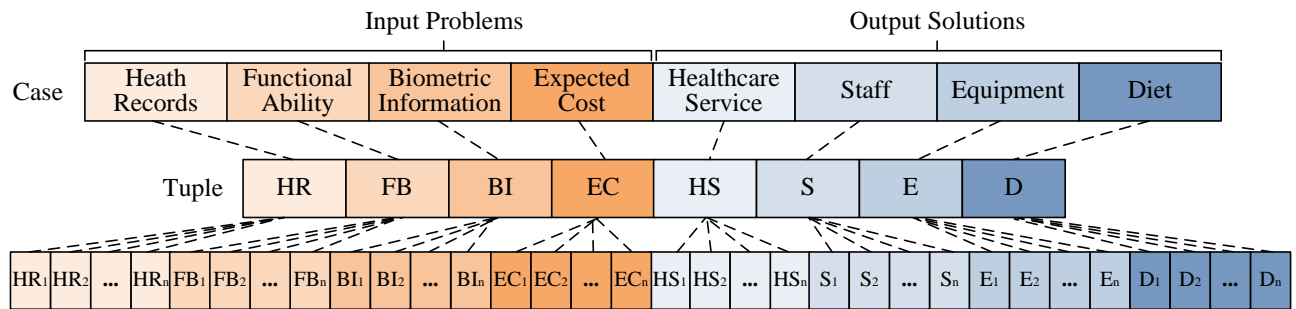 Input Problems Output Solutions
Case Heath Records Functional Ability Biometric Information Expected Cost Healthcare Service Staff Equipment Diet
Tuple HR FB BI EC HS S E D
HR₁ HR₂ ... HRₙ FB₁ FB₂ ... FBₙ BI₁ BI₂ ... BIₙ EC₁ EC₂ ... ECₙ HS₁ HS₂ ... HSₙ S₁ S₂ ... Sₙ E₁ E₂ ... Eₙ D₁ D₂ ... Dₙ